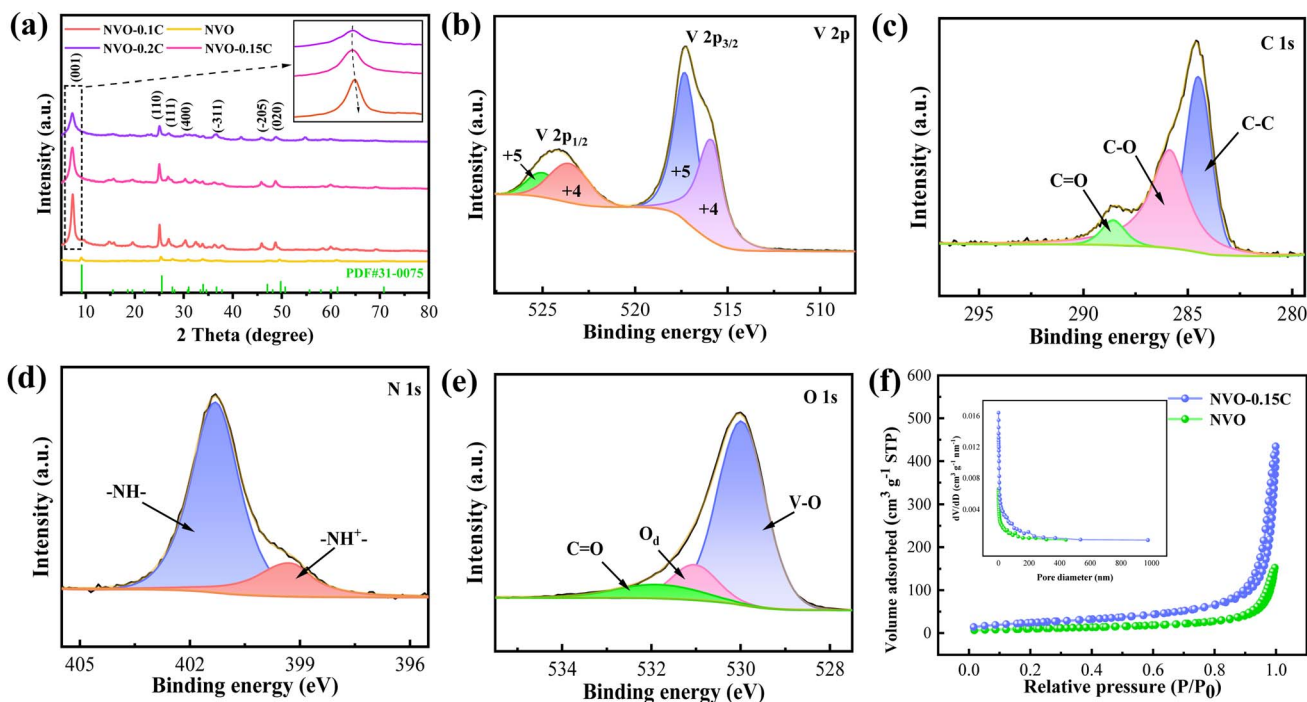 (a)
NVO-0.1C NVO
NVO-0.2C NVO-0.15C
(001)
(110)
(111)
(400)
(-311)
(-205)
(020)
PDF#31-0075
Intensity (a.u.)
10 20 30 40 50 60 70 80
2 Theta (degree)
(b)
V 2p3/2
V 2p
V 2p1/2
+5
+4
+5
+4
Intensity (a.u.)
525 520 515 510
Binding energy (eV)
(c)
C 1s
C-C
C-O
C=O
Intensity (a.u.)
295 290 285 280
Binding energy (eV)
(d)
N 1s
-NH-
-NH+-
Intensity (a.u.)
405 402 399 396
Binding energy (eV)
(e)
O 1s
V-O
Od
C=O
Intensity (a.u.)
534 532 530 528
Binding energy (eV)
(f)
NVO-0.15C
NVO
600
500
400
300
200
100
0
Volume adsorbed (cm3 g-1 STP)
0.0 0.2 0.4 0.6 0.8 1.0
Relative pressure (P/P0)
0.016
0.012
0.008
0.004
dV/dD (cm3 g-1 nm-1)
0 200 400 600 800 1000
Pore diameter (nm)